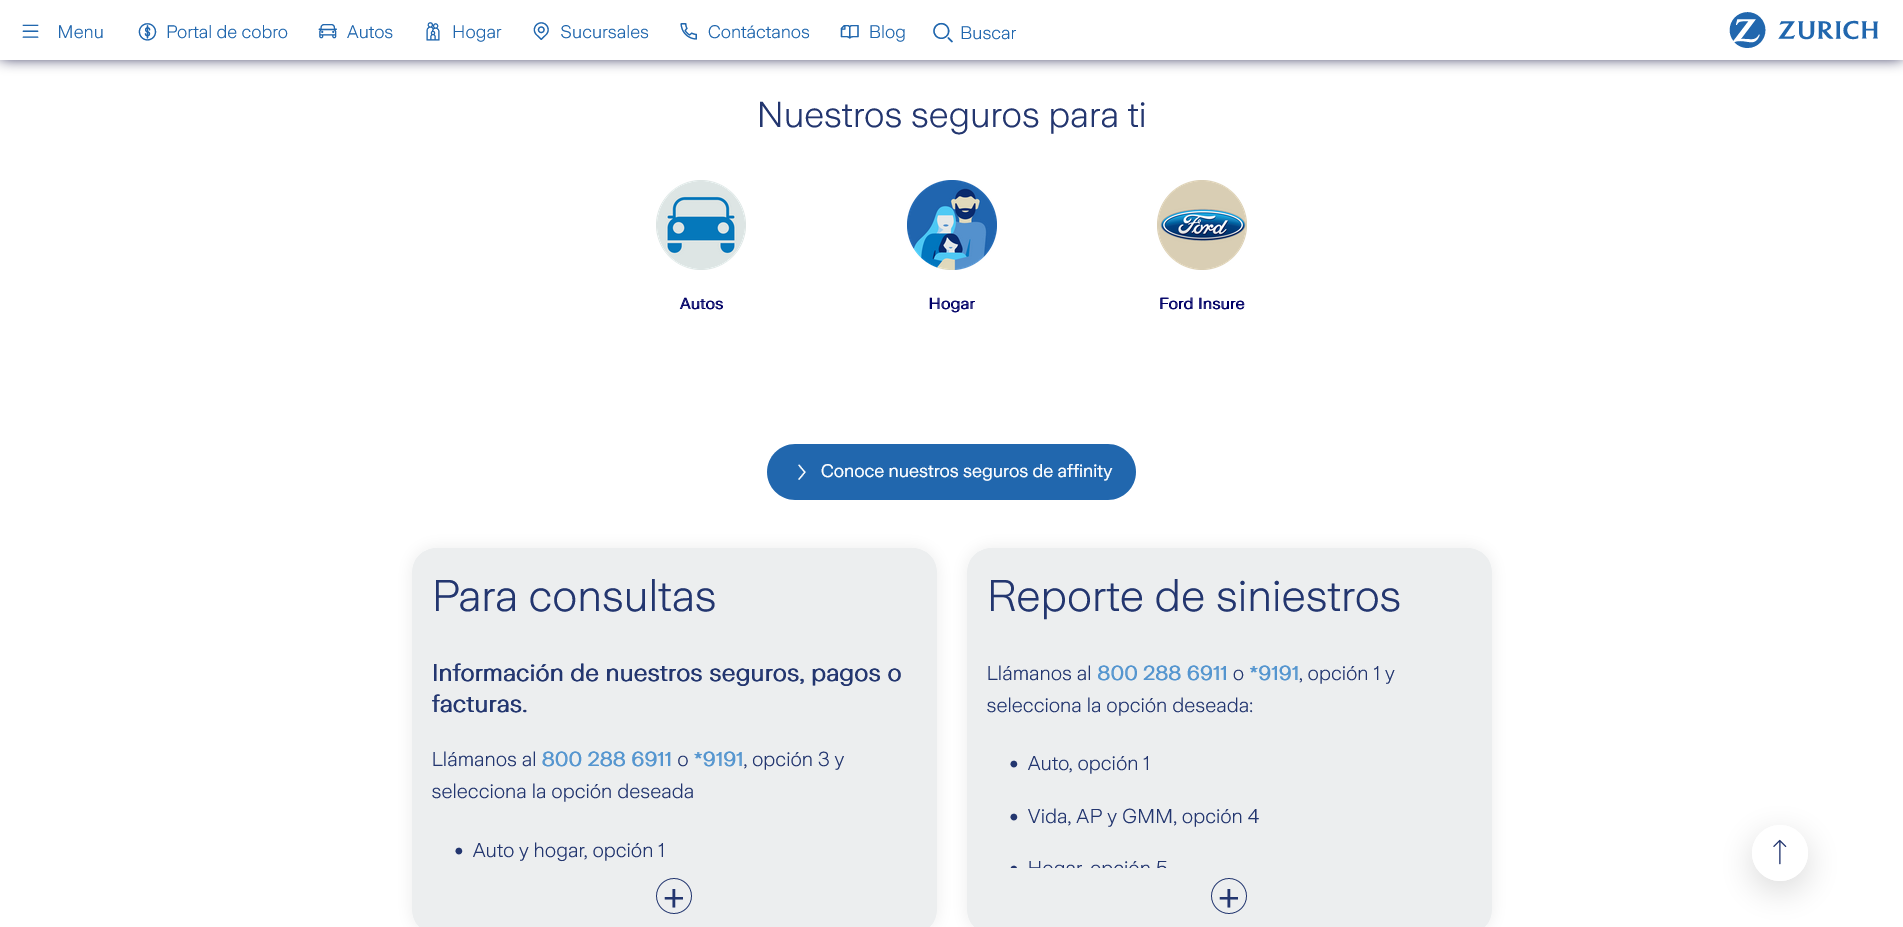 Menu
Portal de cobro
Autos
Hogar
Sucursales
Contáctanos
Blog
Buscar
ZURICH
Nuestros seguros para ti
Ford
Autos
Hogar
Ford Insure
Conoce nuestros seguros de affinity
Para consultas
Información de nuestros seguros, pagos o
facturas.
Llámanos al 800 288 6911 o *9191, opción 3 y
selecciona la opción deseada
• Auto y hogar, opción 1
Reporte de siniestros
Llámanos al 800 288 6911 o *9191, opción 1 y
selecciona la opción deseada:
• Auto, opción 1
• Vida, AP y GMM, opción 4
• Hogar, opción 5